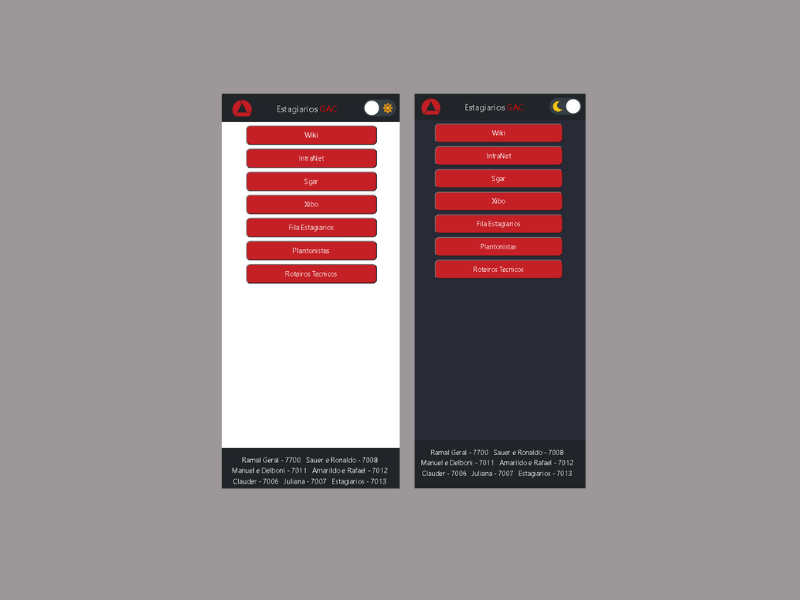 Estagiarios GAC
Wiki
IntraNet
Sgar
Xibo
Fila Estagiarios
Plantonistas
Roteiros Tecnicos
Ramal Geral - 7700 Sauer e Ronaldo - 7008
Manuel e Delboni - 7011 Amarildo e Rafael - 7012
Clauder - 7006 Juliana - 7007 Estagiarios - 7013
Estagiarios GAC
Wiki
IntraNet
Sgar
Xibo
Fila Estagiarios
Plantonistas
Roteiros Tecnicos
Ramal Geral - 7700 Sauer e Ronaldo - 7008
Manuel e Delboni - 7011 Amarildo e Rafael - 7012
Clauder - 7006 Juliana - 7007 Estagiarios - 7013